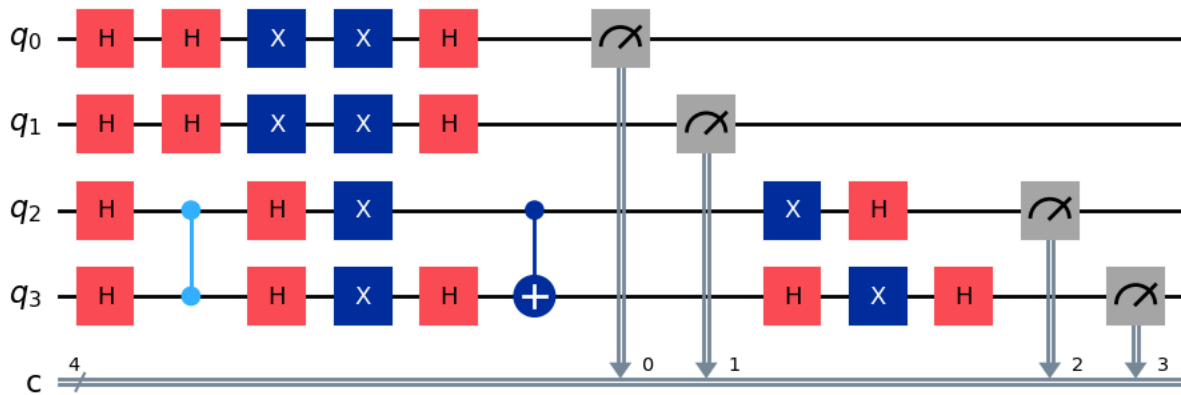 q0 H H X X H
q1 H H X X H
q2 H H X X H
q3 H H X H H X H
c 4 0 1 2 3